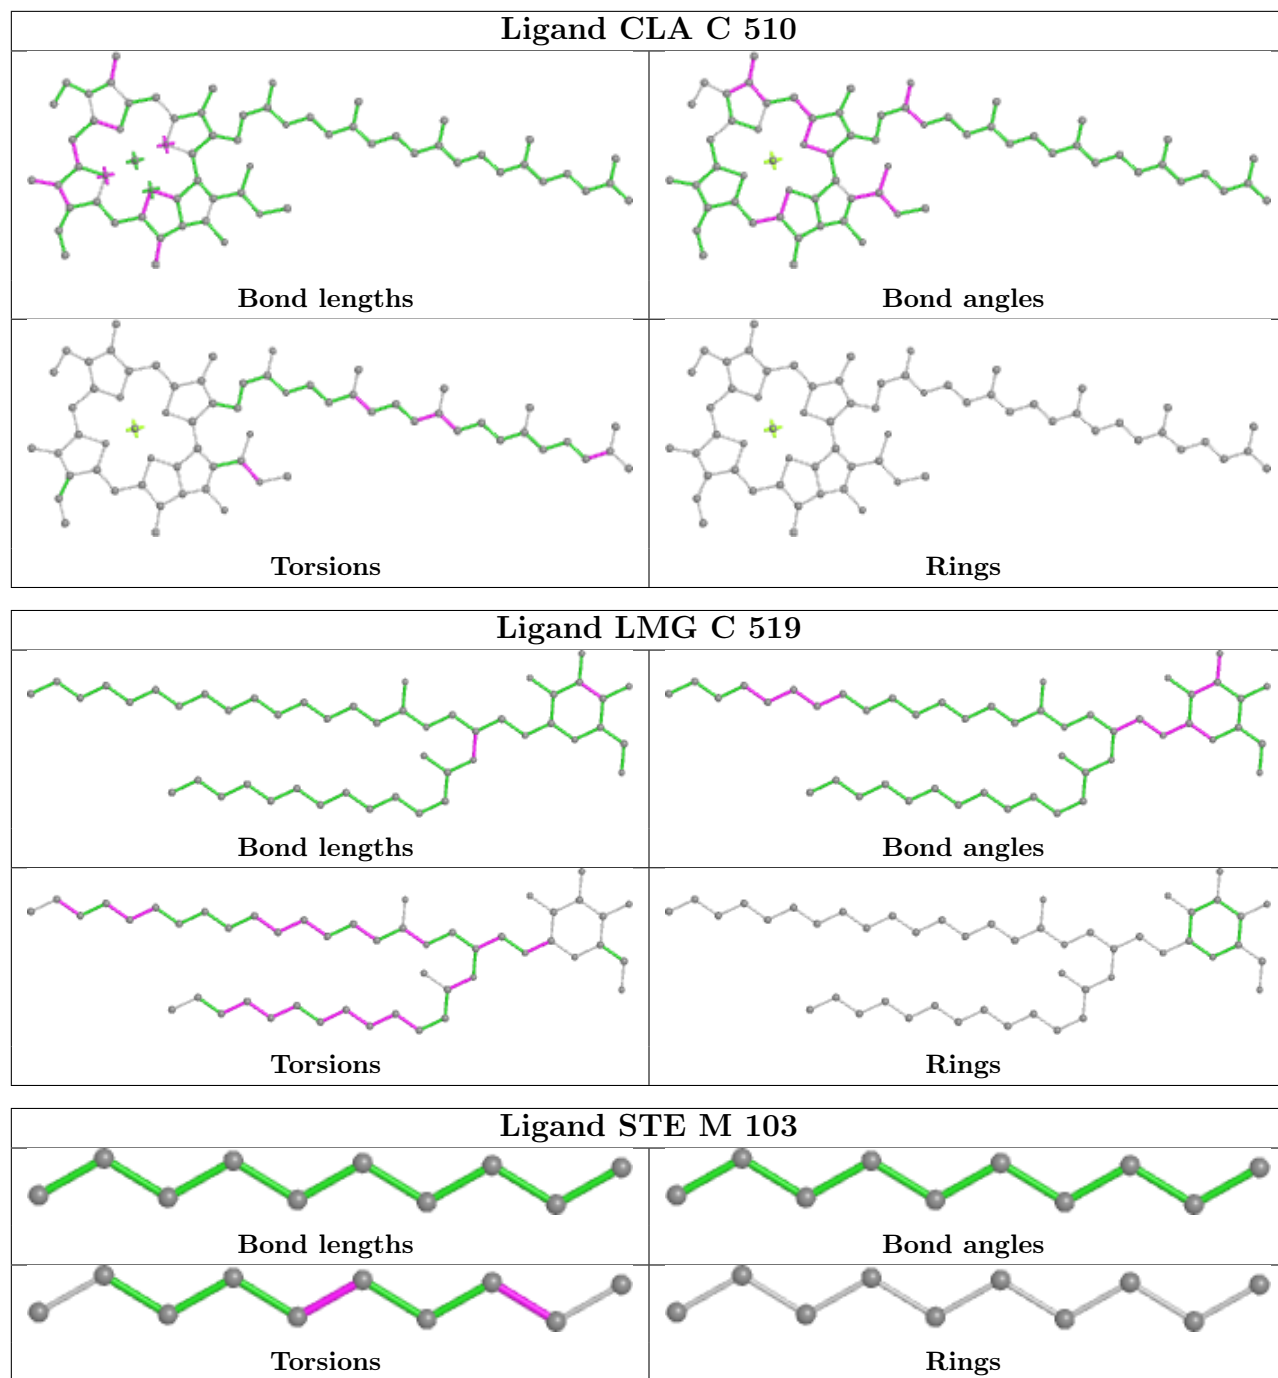 Ligand CLA C 510
Bond lengths
Bond angles
Torsions
Rings
Ligand LMG C 519
Bond lengths
Bond angles
Torsions
Rings
Ligand STE M 103
Bond lengths
Bond angles
Torsions
Rings